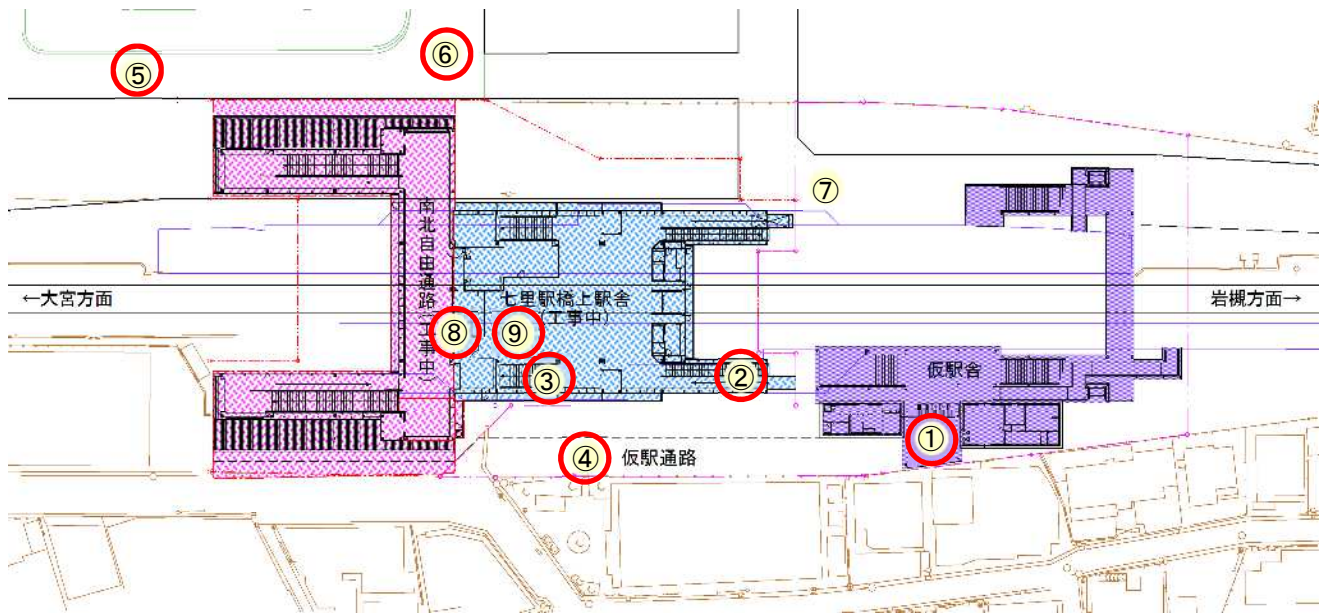 ⑥
⑤
⑦
南北自由通路(工事中)
←大宮方面
七里駅橋上駅舎
(工事中)
岩槻方面→
⑧
⑨
③
②
仮駅舎
①
④
仮駅通路